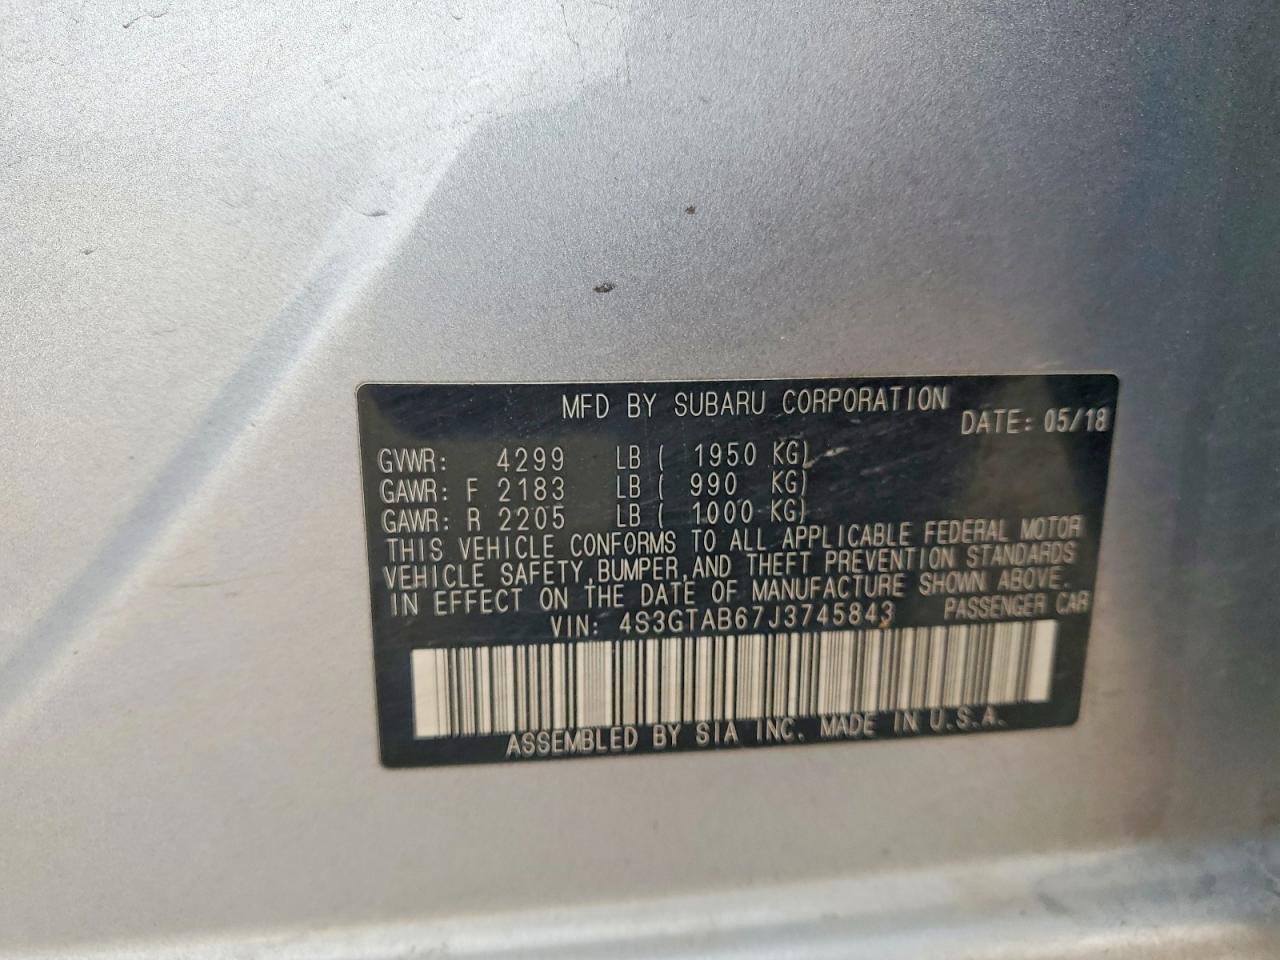 MFD BY SUBARU CORPORATION
DATE: 05/18
GVWR: 4299 LB ( 1950 KG)
GAWR: F 2183 LB ( 990 KG)
GAWR: R 2205 LB ( 1000 KG)
THIS VEHICLE CONFORMS TO ALL APPLICABLE FEDERAL MOTOR
VEHICLE SAFETY,BUMPER,AND THEFT PREVENTION STANDARDS
IN EFFECT ON THE DATE OF MANUFACTURE SHOWN ABOVE.
VIN: 4S3GTAB67J3745843 PASSENGER CAR
ASSEMBLED BY SIA INC. MADE IN U.S.A.